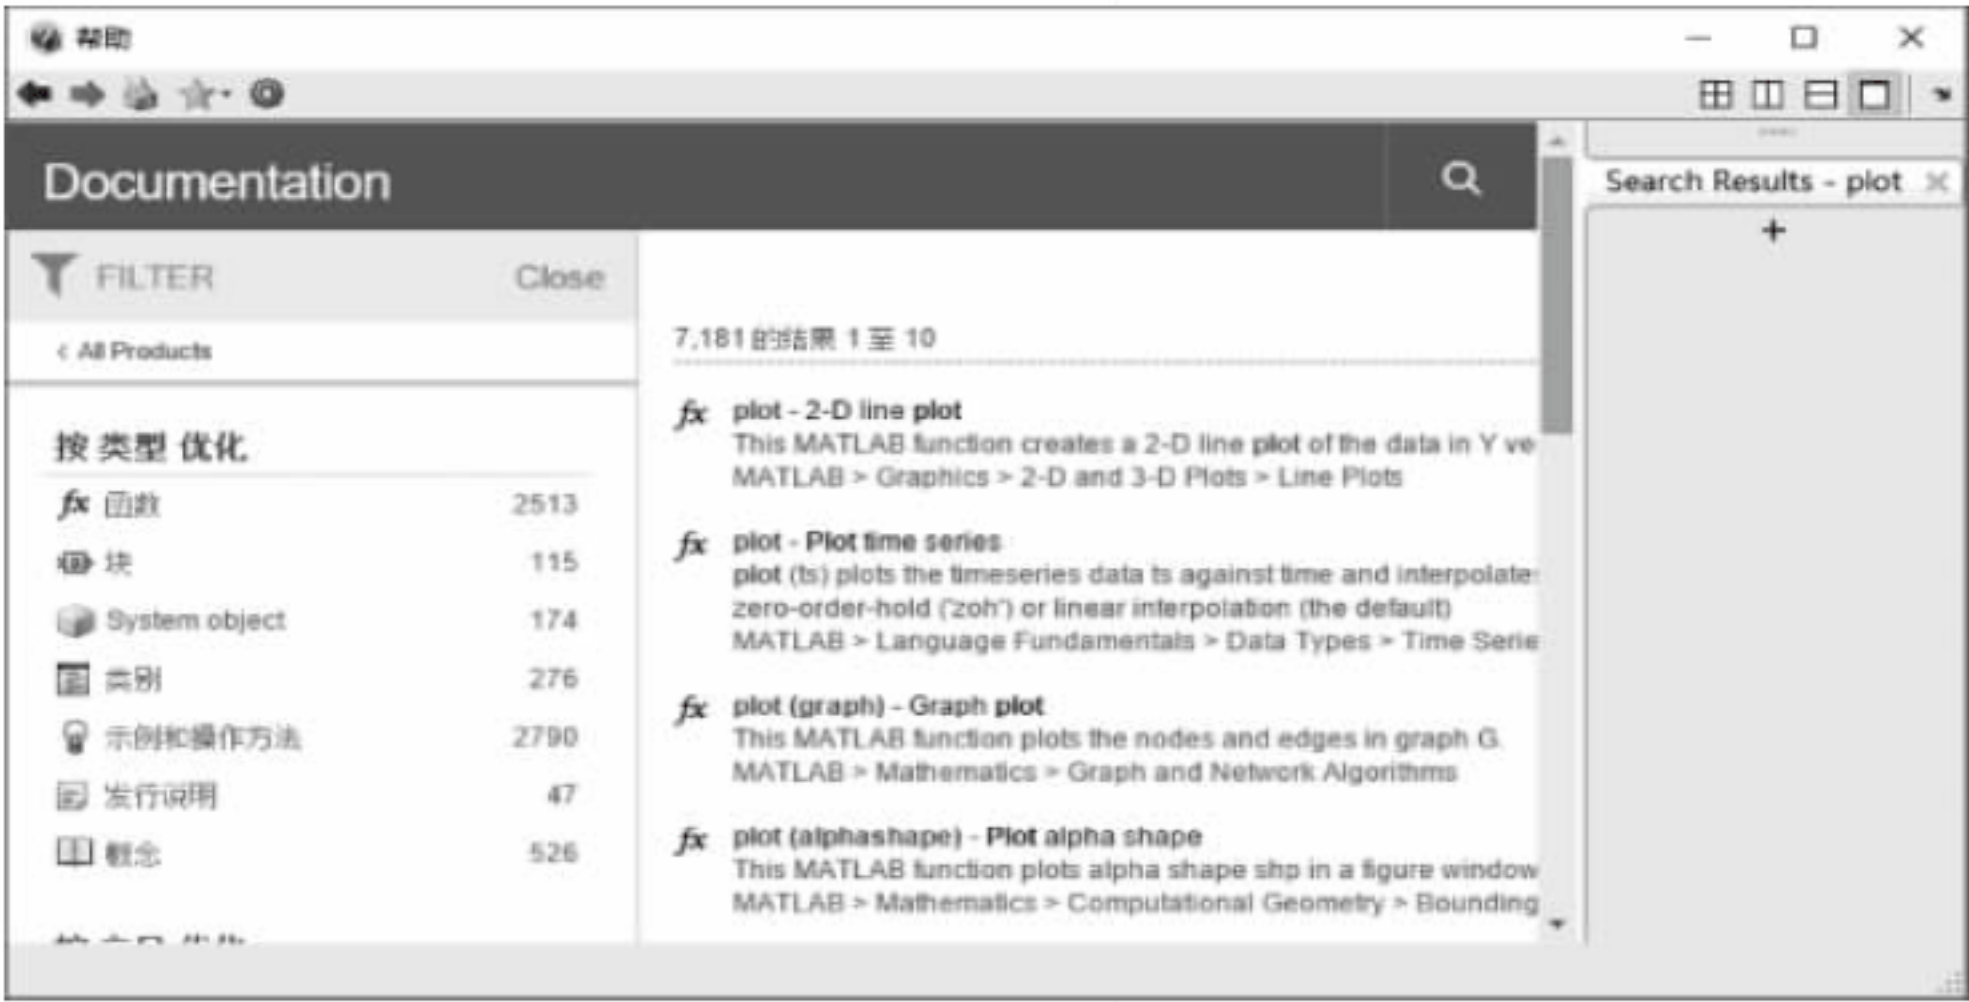 帮助
Documentation
Search Results - plot
+
FILTER Close
< All Products
按 类型 优化
fx 函数 2513
块 115
System object 174
类别 276
示例和操作方法 2790
发行说明 47
概念 526
7,181 的结果 1 至 10
fx plot - 2-D line plot
This MATLAB function creates a 2-D line plot of the data in Y ve
MATLAB > Graphics > 2-D and 3-D Plots > Line Plots
fx plot - Plot time series
plot (ts) plots the timeseries data ts against time and interpolate
zero-order-hold ('zoh') or linear interpolation (the default)
MATLAB > Language Fundamentals > Data Types > Time Serie
fx plot (graph) - Graph plot
This MATLAB function plots the nodes and edges in graph G.
MATLAB > Mathematics > Graph and Network Algorithms
fx plot (alphashape) - Plot alpha shape
This MATLAB function plots alpha shape shp in a figure window
MATLAB > Mathematics > Computational Geometry > Bounding